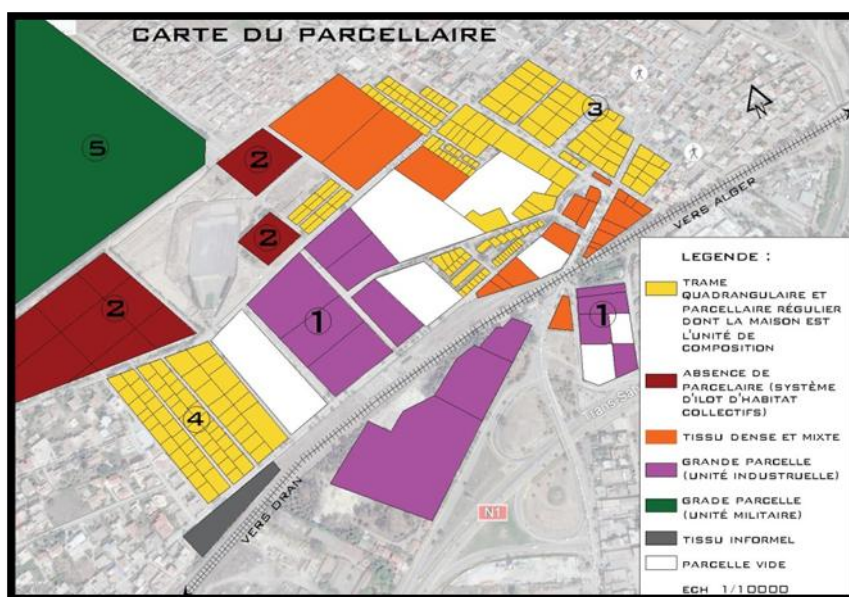 CARTE DU PARCELLAIRE
5
2
2
2
3
1
1
4
N
VERS ALGER
VERS ORAN
N1
LEGENDE :
TRAME
QUADRANGULAIRE ET
PARCELLAIRE RÉGULIER
DONT LA MAISON EST
L'UNITÉ DE
COMPOSITION
ABSENCE DE
PARCELAIRE (SYSTÈME
D'ILOT D'HABITAT
COLLECTIFS)
TISSU DENSE ET MIXTE
GRANDE PARCELLE
(UNITÉ INDUSTRUELLE)
GRADE PARCELLE
(UNITÉ MILITAIRE)
TISSU INFORMEL
PARCELLE VIDE
ECH 1/10000